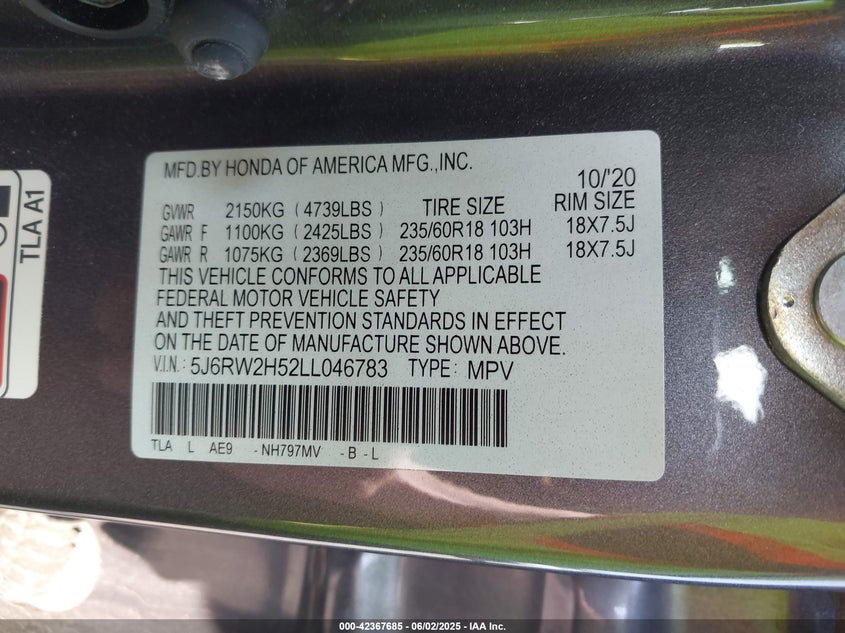 TLA A1
MFD.BY HONDA OF AMERICA MFG.,INC.
10/'20
GVWR 2150KG (4739LBS) TIRE SIZE RIM SIZE
GAWR F 1100KG (2425LBS) 235/60R18 103H 18X7.5J
GAWR R 1075KG (2369LBS) 235/60R18 103H 18X7.5J
THIS VEHICLE CONFORMS TO ALL APPLICABLE
FEDERAL MOTOR VEHICLE SAFETY
AND THEFT PREVENTION STANDARDS IN EFFECT
ON THE DATE OF MANUFACTURE SHOWN ABOVE.
V.I.N.: 5J6RW2H52LL046783 TYPE: MPV
TLA L AE9 -NH797MV -B-L
000-42367685 - 06/02/2025 - IAA Inc.